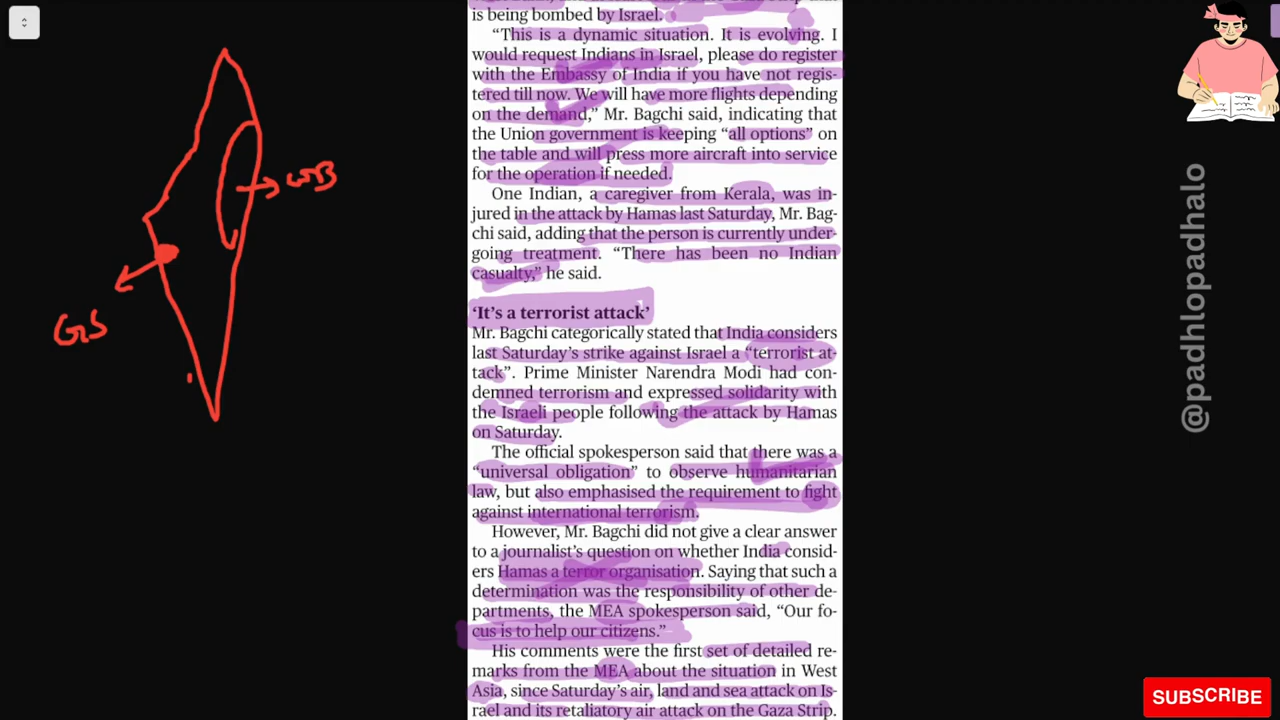 is being bombed by Israel.
“This is a dynamic situation. It is evolving. I
would request Indians in Israel, please do register
with the Embassy of India if you have not regis-
tered till now. We will have more flights depending
on the demand,” Mr. Bagchi said, indicating that
the Union government is keeping “all options” on
the table and will press more aircraft into service
for the operation if needed.
One Indian, a caregiver from Kerala, was in-
jured in the attack by Hamas last Saturday, Mr. Bag-
chi said, adding that the person is currently under-
going treatment. “There has been no Indian
casualty,” he said.
‘It’s a terrorist attack’
Mr. Bagchi categorically stated that India considers
last Saturday’s strike against Israel a “terrorist at-
tack”. Prime Minister Narendra Modi had con-
demned terrorism and expressed solidarity with
the Israeli people following the attack by Hamas
on Saturday.
The official spokesperson said that there was a
“universal obligation” to observe humanitarian
law, but also emphasised the requirement to fight
against international terrorism.
However, Mr. Bagchi did not give a clear answer
to a journalist’s question on whether India consid-
ers Hamas a terror organisation. Saying that such a
determination was the responsibility of other de-
partments, the MEA spokesperson said, “Our fo-
cus is to help our citizens.”
His comments were the first set of detailed re-
marks from the MEA about the situation in West
Asia, since Saturday’s air, land and sea attack on Is-
rael and its retaliatory air attack on the Gaza Strip.
WB
GS
@padhlopadhalo
SUBSCRIBE